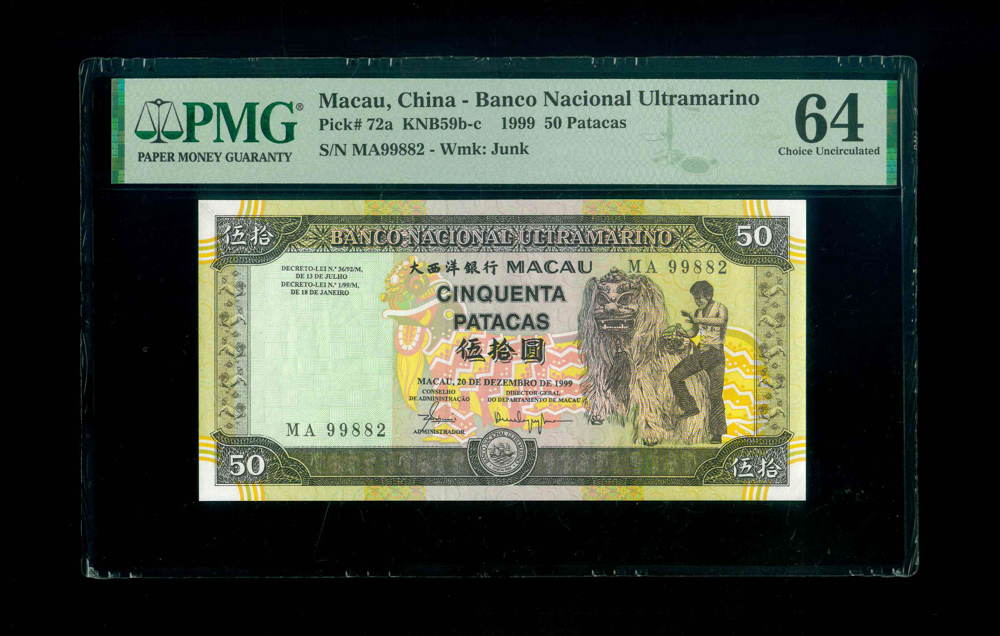 PMG®
PAPER MONEY GUARANTY
Macau, China - Banco Nacional Ultramarino
Pick# 72a KNB59b-c 1999 50 Patacas
S/N MA99882 - Wmk: Junk
64
Choice Uncirculated
伍拾
BANCO NACIONAL ULTRAMARINO
50
DECRETO-LEI N.º 36/92/M,
DE 13 DE JULHO
DECRETO-LEI N.º 1/99/M,
DE 18 DE JANEIRO
大西洋銀行 MACAU
MA 99882
CINQUENTA
PATACAS
伍拾圓
MACAU, 20 DE DEZEMBRO DE 1999
CONSELHO
DE ADMINISTRAÇÃO
DIRECTOR-GERAL
DO DEPARTAMENTO DE MACAU
ADMINISTRADOR
MA 99882
50
伍拾